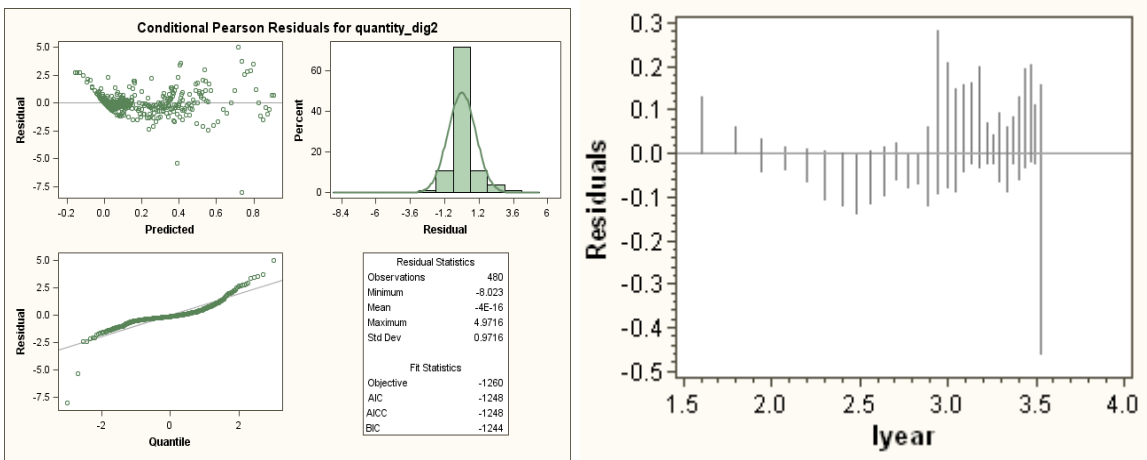 Conditional Pearson Residuals for quantity_dig2
5.0
2.5
0.0
-2.5
-5.0
-7.5
Residual
-0.2 0.0 0.2 0.4 0.6 0.8
Predicted
60
40
20
0
Percent
-8.4 -6 -3.6 -1.2 1.2 3.6 6
Residual
5.0
2.5
0.0
-2.5
-5.0
-7.5
Residual
-2 0 2
Quantile
Residual Statistics
Observations 480
Minimum -8.023
Mean -4E-16
Maximum 4.9716
Std Dev 0.9716
Fit Statistics
Objective -1260
AIC -1248
AICC -1248
BIC -1244
0.3
0.2
0.1
0.0
-0.1
-0.2
-0.3
-0.4
-0.5
Residuals
1.5 2.0 2.5 3.0 3.5 4.0
lyear